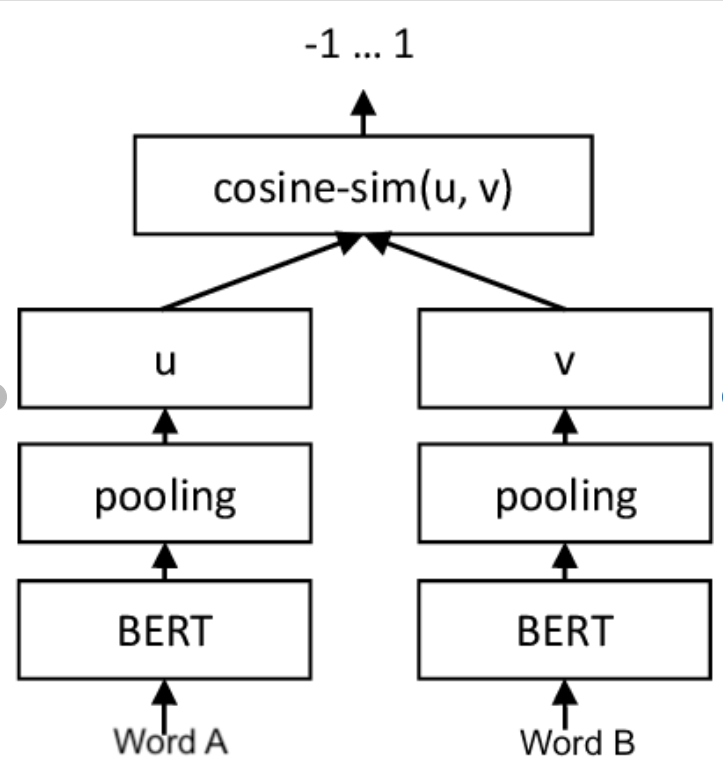 -1 ... 1
cosine-sim(u, v)
u
v
pooling
pooling
BERT
BERT
Word A
Word B